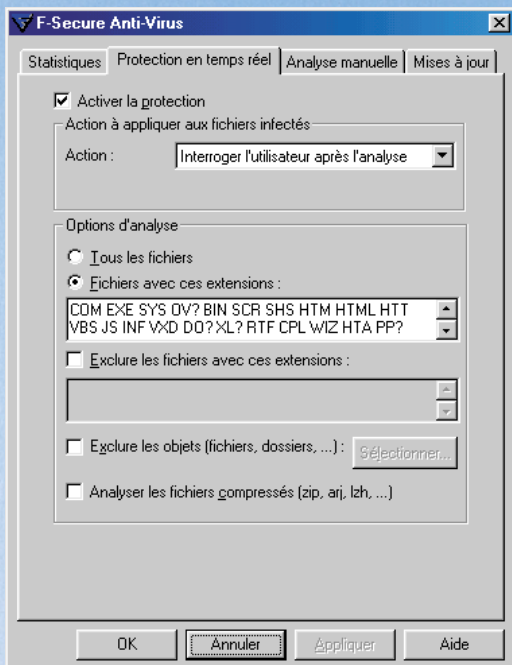 F-Secure Anti-Virus
Statistiques Protection en temps réel Analyse manuelle Mises à jour
Activer la protection
Action à appliquer aux fichiers infectés
Action : Interroger l'utilisateur après l'analyse
Options d'analyse
Tous les fichiers
Fichiers avec ces extensions :
COM EXE SYS OV? BIN SCR SHS HTM HTML HTT
VBS JS INF VXD DO? XL? RTF CPL WIZ HTA PP?
Exclure les fichiers avec ces extensions :
Exclure les objets (fichiers, dossiers, ...) : Sélectionner...
Analyser les fichiers compressés (zip, arj, lzh, ...)
OK Annuler Appliquer Aide